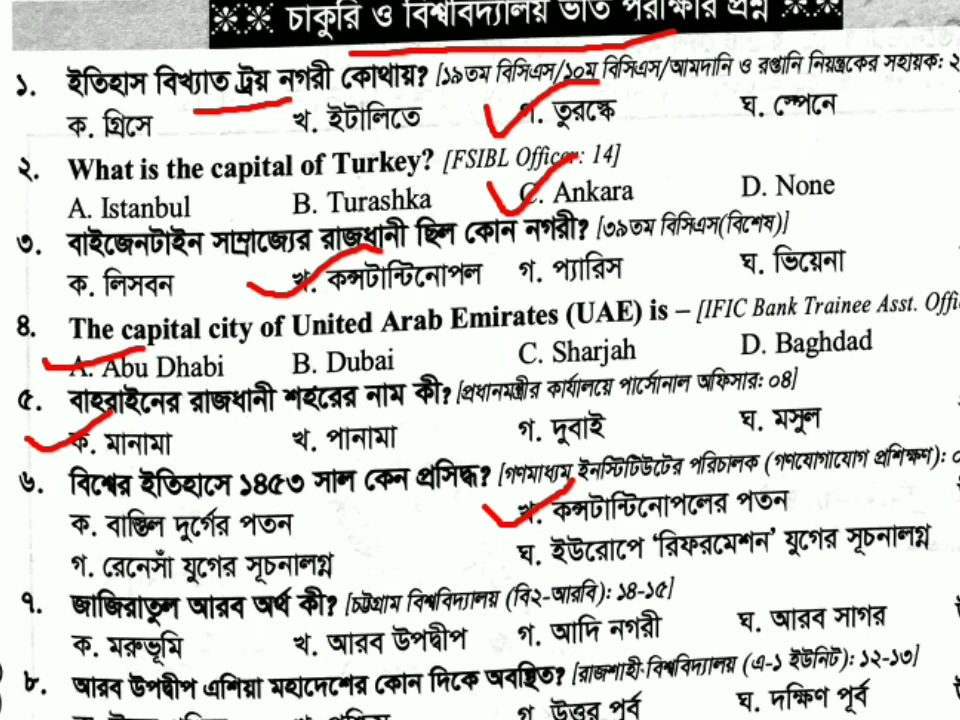 চাকুরি ও বিশ্ববিদ্যালয় ভর্তি পরীক্ষার প্রশ্ন
১. ইতিহাস বিখ্যাত ট্রয় নগরী কোথায়? [১৯তম বিসিএস/১০ম বিসিএস/আমদানি ও রপ্তানি নিয়ন্ত্রকের সহায়ক: ২
ক. গ্রিসে খ. ইটালিতে গ. তুরস্কে ঘ. স্পেনে
২. What is the capital of Turkey? [FSIBL Officer: 14]
A. Istanbul B. Turashka C. Ankara D. None
৩. বাইজেনটাইন সাম্রাজ্যের রাজধানী ছিল কোন নগরী? [৩৯তম বিসিএস(বিশেষ)]
ক. লিসবন খ. কন্সটান্টিনোপল গ. প্যারিস ঘ. ভিয়েনা
৪. The capital city of United Arab Emirates (UAE) is – [IFIC Bank Trainee Asst. Offi
A. Abu Dhabi B. Dubai C. Sharjah D. Baghdad
৫. বাহরাইনের রাজধানী শহরের নাম কী? [প্রধানমন্ত্রীর কার্যালয়ে পার্সোনাল অফিসার: ০৪]
ক. মানামা খ. পানামা গ. দুবাই ঘ. মসুল
৬. বিশ্বের ইতিহাসে ১৪৫৩ সাল কেন প্রসিদ্ধ? [গণমাধ্যম ইনস্টিটিউটের পরিচালক (গণযোগাযোগ প্রশিক্ষণ): ০
ক. বাস্তিল দুর্গের পতন খ. কন্সটান্টিনোপলের পতন
গ. রেনেসাঁ যুগের সূচনালগ্ন ঘ. ইউরোপে ‘রিফরমেশন’ যুগের সূচনালগ্ন
৭. জাজিরাতুল আরব অর্থ কী? [চট্টগ্রাম বিশ্ববিদ্যালয় (বি২-আরবি): ১৪-১৫]
ক. মরুভূমি খ. আরব উপদ্বীপ গ. আদি নগরী ঘ. আরব সাগর
৮. আরব উপদ্বীপ এশিয়া মহাদেশের কোন দিকে অবস্থিত? [রাজশাহী বিশ্ববিদ্যালয় (এ-১ ইউনিট): ১২-১৩]
গ. উত্তর পূর্ব ঘ. দক্ষিণ পূর্ব